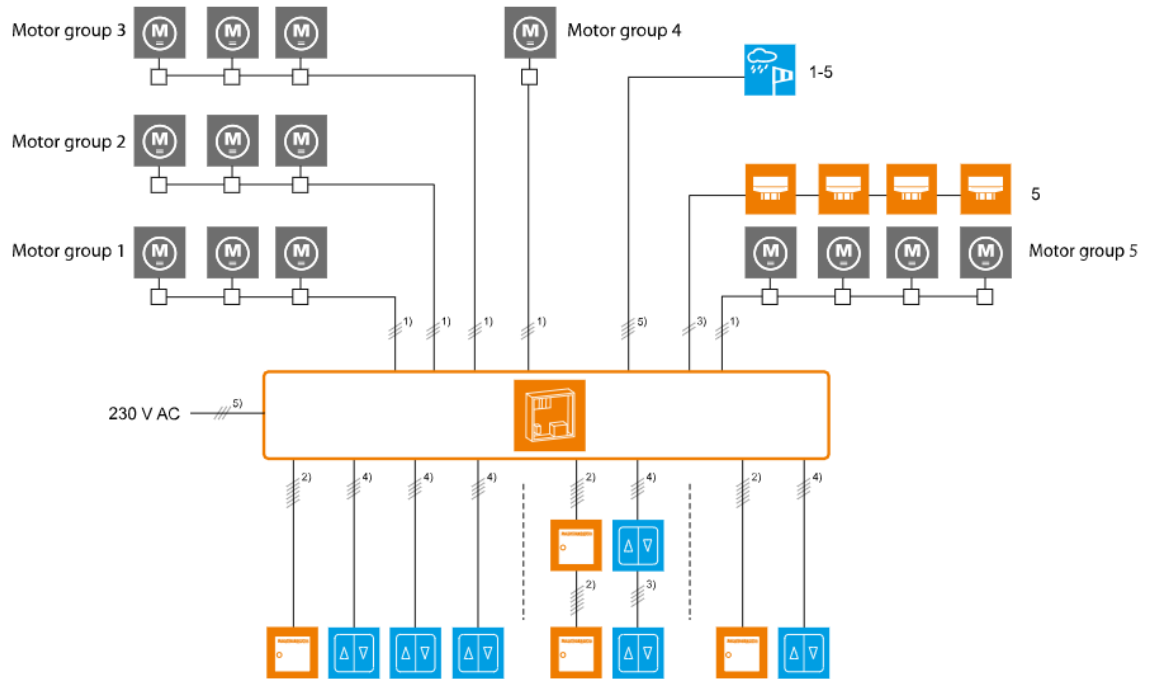 Motor group 3
M
M
M
M
Motor group 4
1-5
Motor group 2
M
M
M
5
Motor group 1
M
M
M
M
M
M
M
Motor group 5
1)
1)
1)
1)
5)
3)
1)
230 V AC
5)
2)
4)
4)
4)
2)
4)
2)
4)
2)
3)